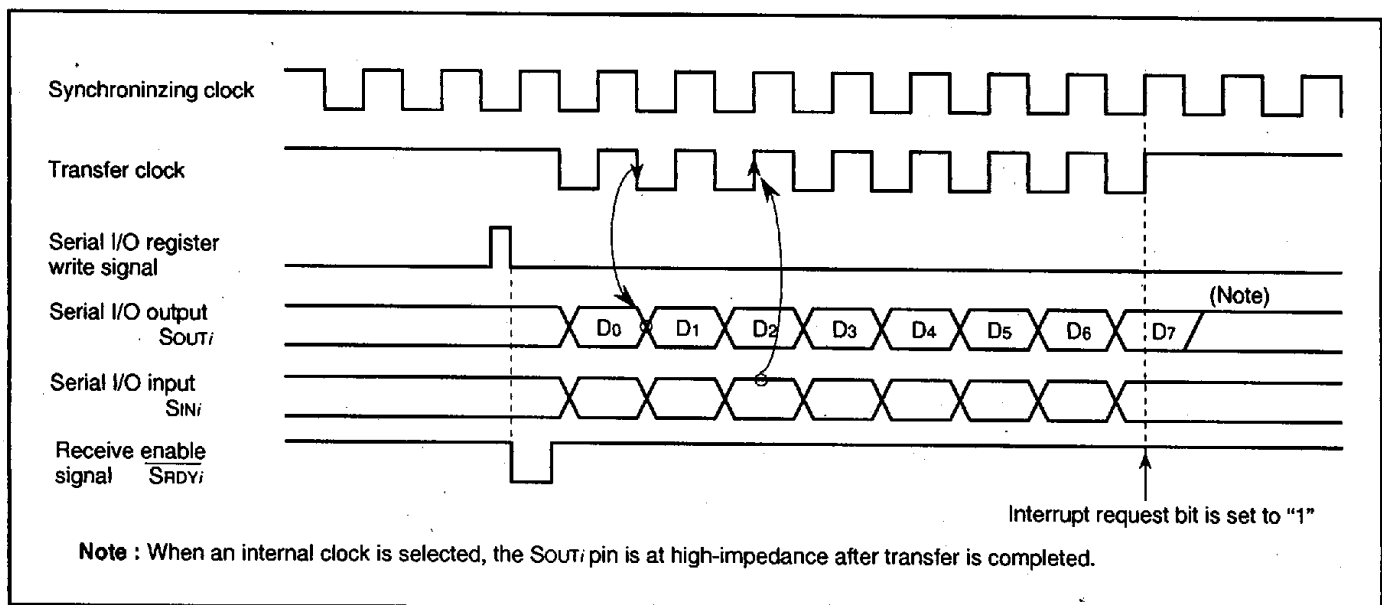 Synchroninzing clock
Transfer clock
Serial I/O register
write signal
Serial I/O output
SOUTi
(Note)
D0 D1 D2 D3 D4 D5 D6 D7
Serial I/O input
SINi
Receive enable
signal SRDYi
Interrupt request bit is set to “1”
Note : When an internal clock is selected, the SOUTi pin is at high-impedance after transfer is completed.